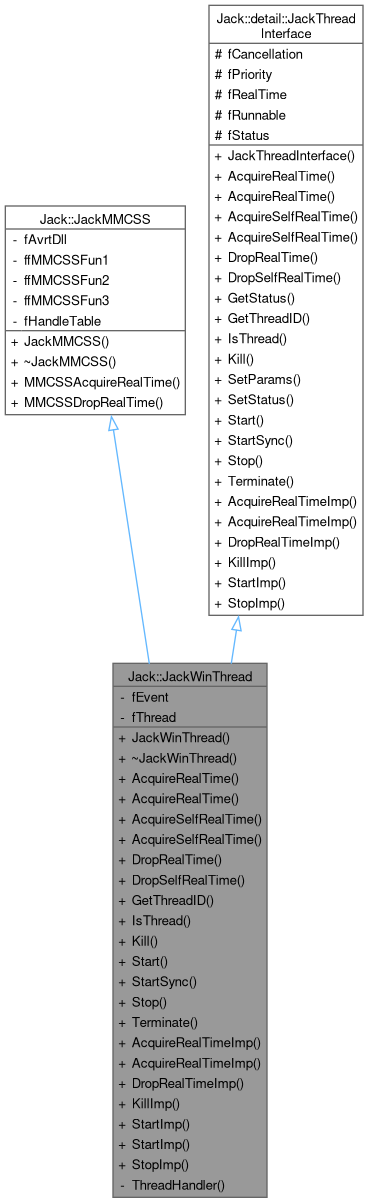 Jack::detail::JackThread
Interface
# fCancellation
# fPriority
# fRealTime
# fRunnable
# fStatus
+ JackThreadInterface()
+ AcquireRealTime()
+ AcquireRealTime()
+ AcquireSelfRealTime()
+ AcquireSelfRealTime()
+ DropRealTime()
+ DropSelfRealTime()
+ GetStatus()
+ GetThreadID()
+ IsThread()
+ Kill()
+ SetParams()
+ SetStatus()
+ Start()
+ StartSync()
+ Stop()
+ Terminate()
+ AcquireRealTimeImp()
+ AcquireRealTimeImp()
+ DropRealTimeImp()
+ KillImp()
+ StartImp()
+ StopImp()
Jack::JackMMCSS
- fAvrtDll
- ffMMCSSFun1
- ffMMCSSFun2
- ffMMCSSFun3
- fHandleTable
+ JackMMCSS()
+ ~JackMMCSS()
+ MMCSSAcquireRealTime()
+ MMCSSDropRealTime()
Jack::JackWinThread
- fEvent
- fThread
+ JackWinThread()
+ ~JackWinThread()
+ AcquireRealTime()
+ AcquireRealTime()
+ AcquireSelfRealTime()
+ AcquireSelfRealTime()
+ DropRealTime()
+ DropSelfRealTime()
+ GetThreadID()
+ IsThread()
+ Kill()
+ Start()
+ StartSync()
+ Stop()
+ Terminate()
+ AcquireRealTimeImp()
+ AcquireRealTimeImp()
+ DropRealTimeImp()
+ KillImp()
+ StartImp()
+ StartImp()
+ StopImp()
- ThreadHandler()